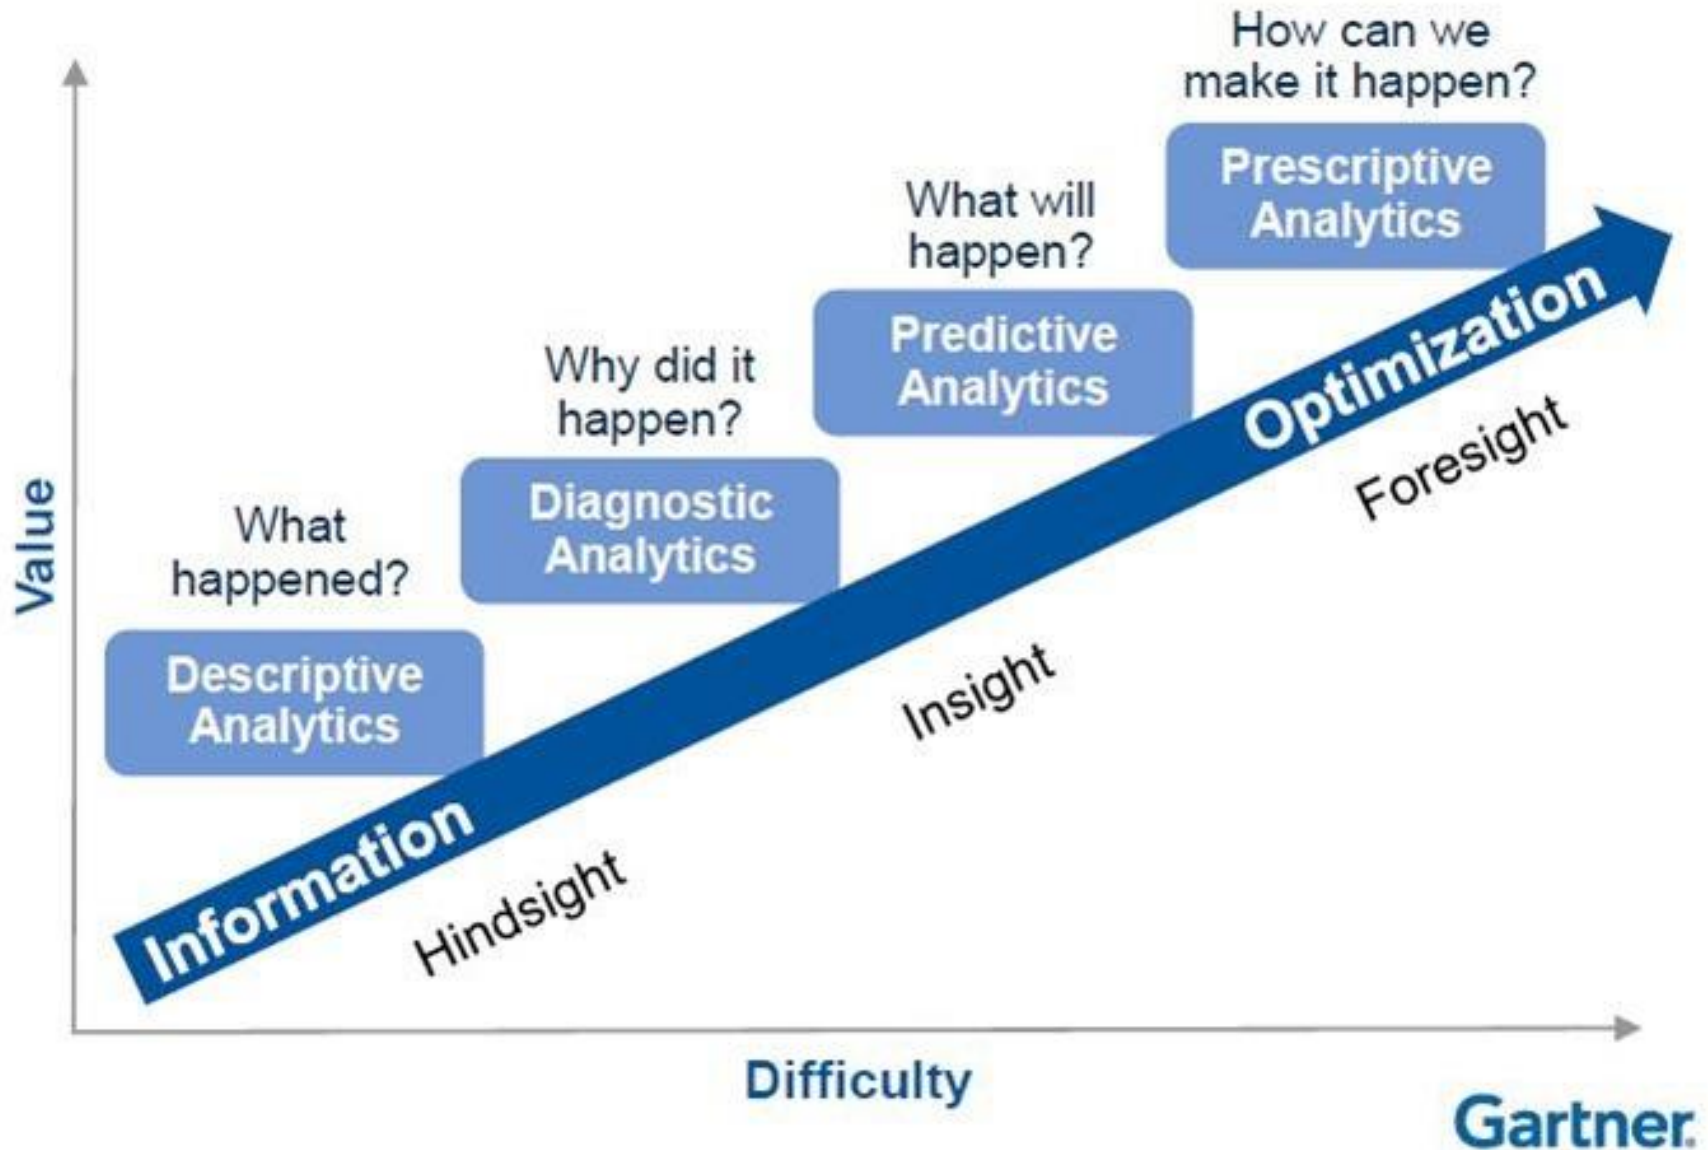 How can we
make it happen?
Prescriptive
Analytics
What will
happen?
Predictive
Analytics
Why did it
happen?
Diagnostic
Analytics
What
happened?
Descriptive
Analytics
Information
Optimization
Hindsight
Insight
Foresight
Value
Difficulty
Gartner